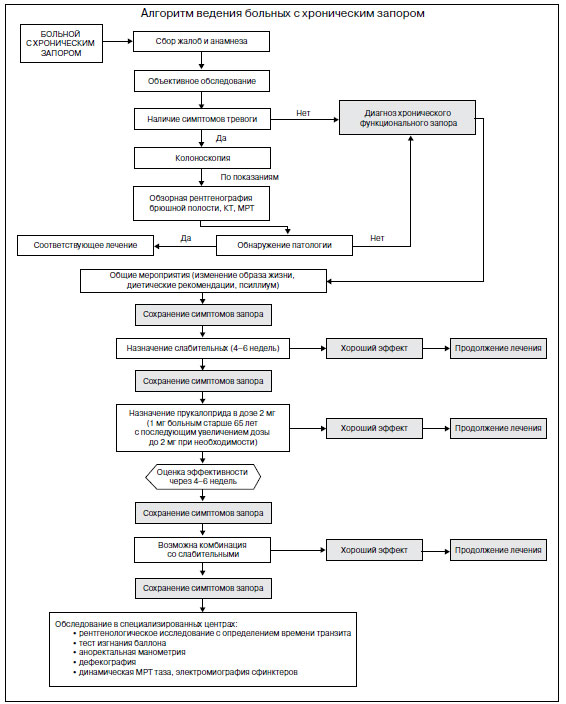 Алгоритм ведения больных с хроническим запором
БОЛЬНОЙ
С ХРОНИЧЕСКИМ
ЗАПОРОМ
Сбор жалоб и анамнеза
Объективное обследование
Наличие симптомов тревоги
Нет
Диагноз хронического
функционального запора
Да
Колоноскопия
По показаниям
Обзорная рентгенография
брюшной полости, КТ, МРТ
Соответствующее лечение
Да
Обнаружение патологии
Нет
Общие мероприятия (изменение образа жизни,
диетические рекомендации, псиллиум)
Сохранение симптомов запора
Назначение слабительных (4–6 недель)
Хороший эффект
Продолжение лечения
Сохранение симптомов запора
Назначение прукалоприда в дозе 2 мг
(1 мг больным старше 65 лет
с последующим увеличением дозы
до 2 мг при необходимости)
Хороший эффект
Продолжение лечения
Оценка эффективности
через 4–6 недель
Сохранение симптомов запора
Возможна комбинация
со слабительными
Хороший эффект
Продолжение лечения
Сохранение симптомов запора
Обследование в специализированных центрах:
• рентгенологическое исследование с определением времени транзита
• тест изгнания баллона
• аноректальная манометрия
• дефекография
• динамическая МРТ таза, электромиография сфинктеров